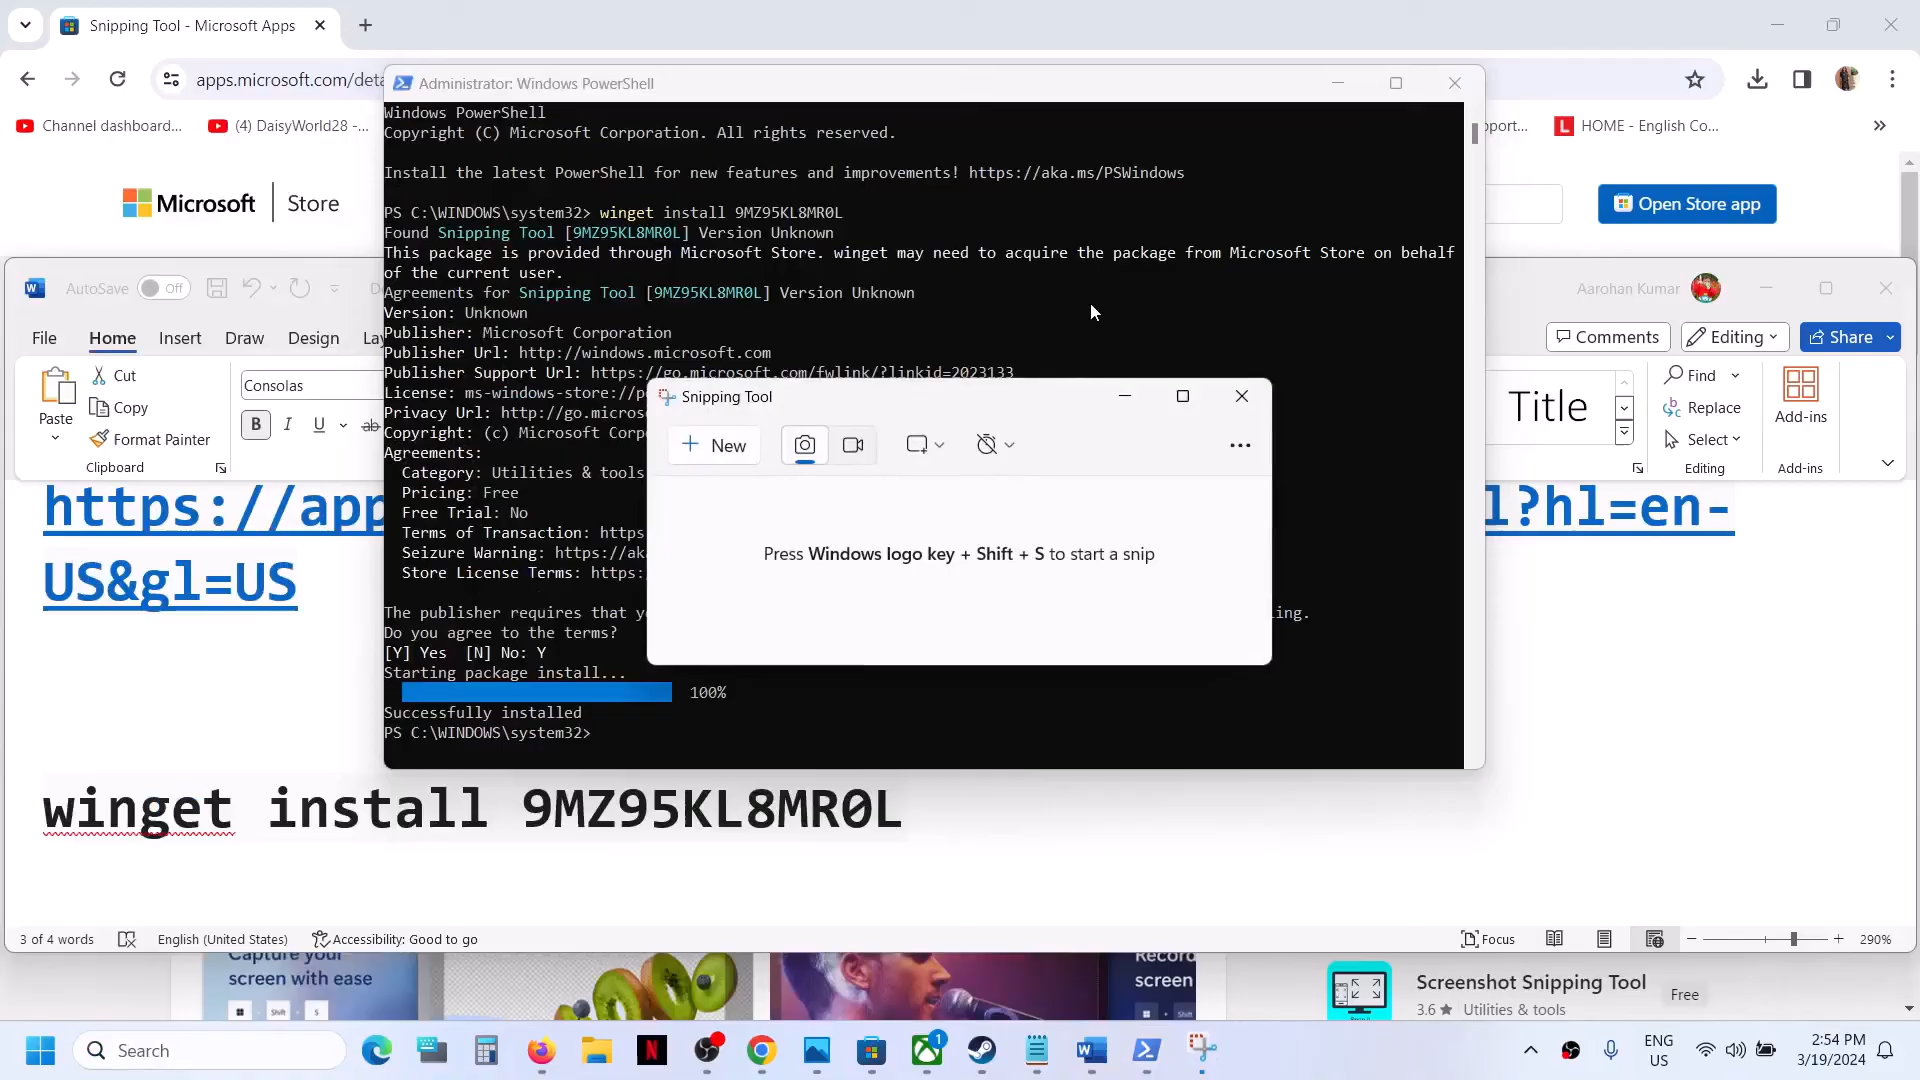 Snipping Tool - Microsoft Apps
apps.microsoft.com/deta
Channel dashboard...
(4) DaisyWorld28 -...
pport...
HOME - English Co...
Microsoft
Store
Open Store app
Administrator: Windows PowerShell
Windows PowerShell
Copyright (C) Microsoft Corporation. All rights reserved.
Install the latest PowerShell for new features and improvements! https://aka.ms/PSWindows
PS C:\WINDOWS\system32> winget install 9MZ95KL8MR0L
Found Snipping Tool [9MZ95KL8MR0L] Version Unknown
This package is provided through Microsoft Store. winget may need to acquire the package from Microsoft Store on behalf
of the current user.
Agreements for Snipping Tool [9MZ95KL8MR0L] Version Unknown
Version: Unknown
Publisher: Microsoft Corporation
Publisher Url: http://windows.microsoft.com
Publisher Support Url: https://go.microsoft.com/fwlink/?linkid=2023133
License: ms-windows-store://p
Privacy Url: http://go.micros
Copyright: (c) Microsoft Corp
Agreements:
Category: Utilities & tools
Pricing: Free
Free Trial: No
Terms of Transaction: https
Seizure Warning: https://aka
Store License Terms: https:
The publisher requires that y
ing.
Do you agree to the terms?
[Y] Yes [N] No: Y
Starting package install...
100%
Successfully installed
PS C:\WINDOWS\system32>
Snipping Tool
New
Press Windows logo key + Shift + S to start a snip
AutoSave
Off
Aarohan Kumar
File
Home
Insert
Draw
Design
Lay
Comments
Editing
Share
Paste
Cut
Copy
Format Painter
Clipboard
Consolas
B
I
U
ab
Title
Find
Replace
Select
Editing
Add-ins
Add-ins
https://app
l?hl=en-
US&gl=US
winget install 9MZ95KL8MR0L
3 of 4 words
English (United States)
Accessibility: Good to go
Focus
290%
Capture your
screen with ease
Shift
S
Record
screen
Screenshot Snipping Tool
3.6 ★ Utilities & tools
Free
Search
1
ENG
US
2:54 PM
3/19/2024